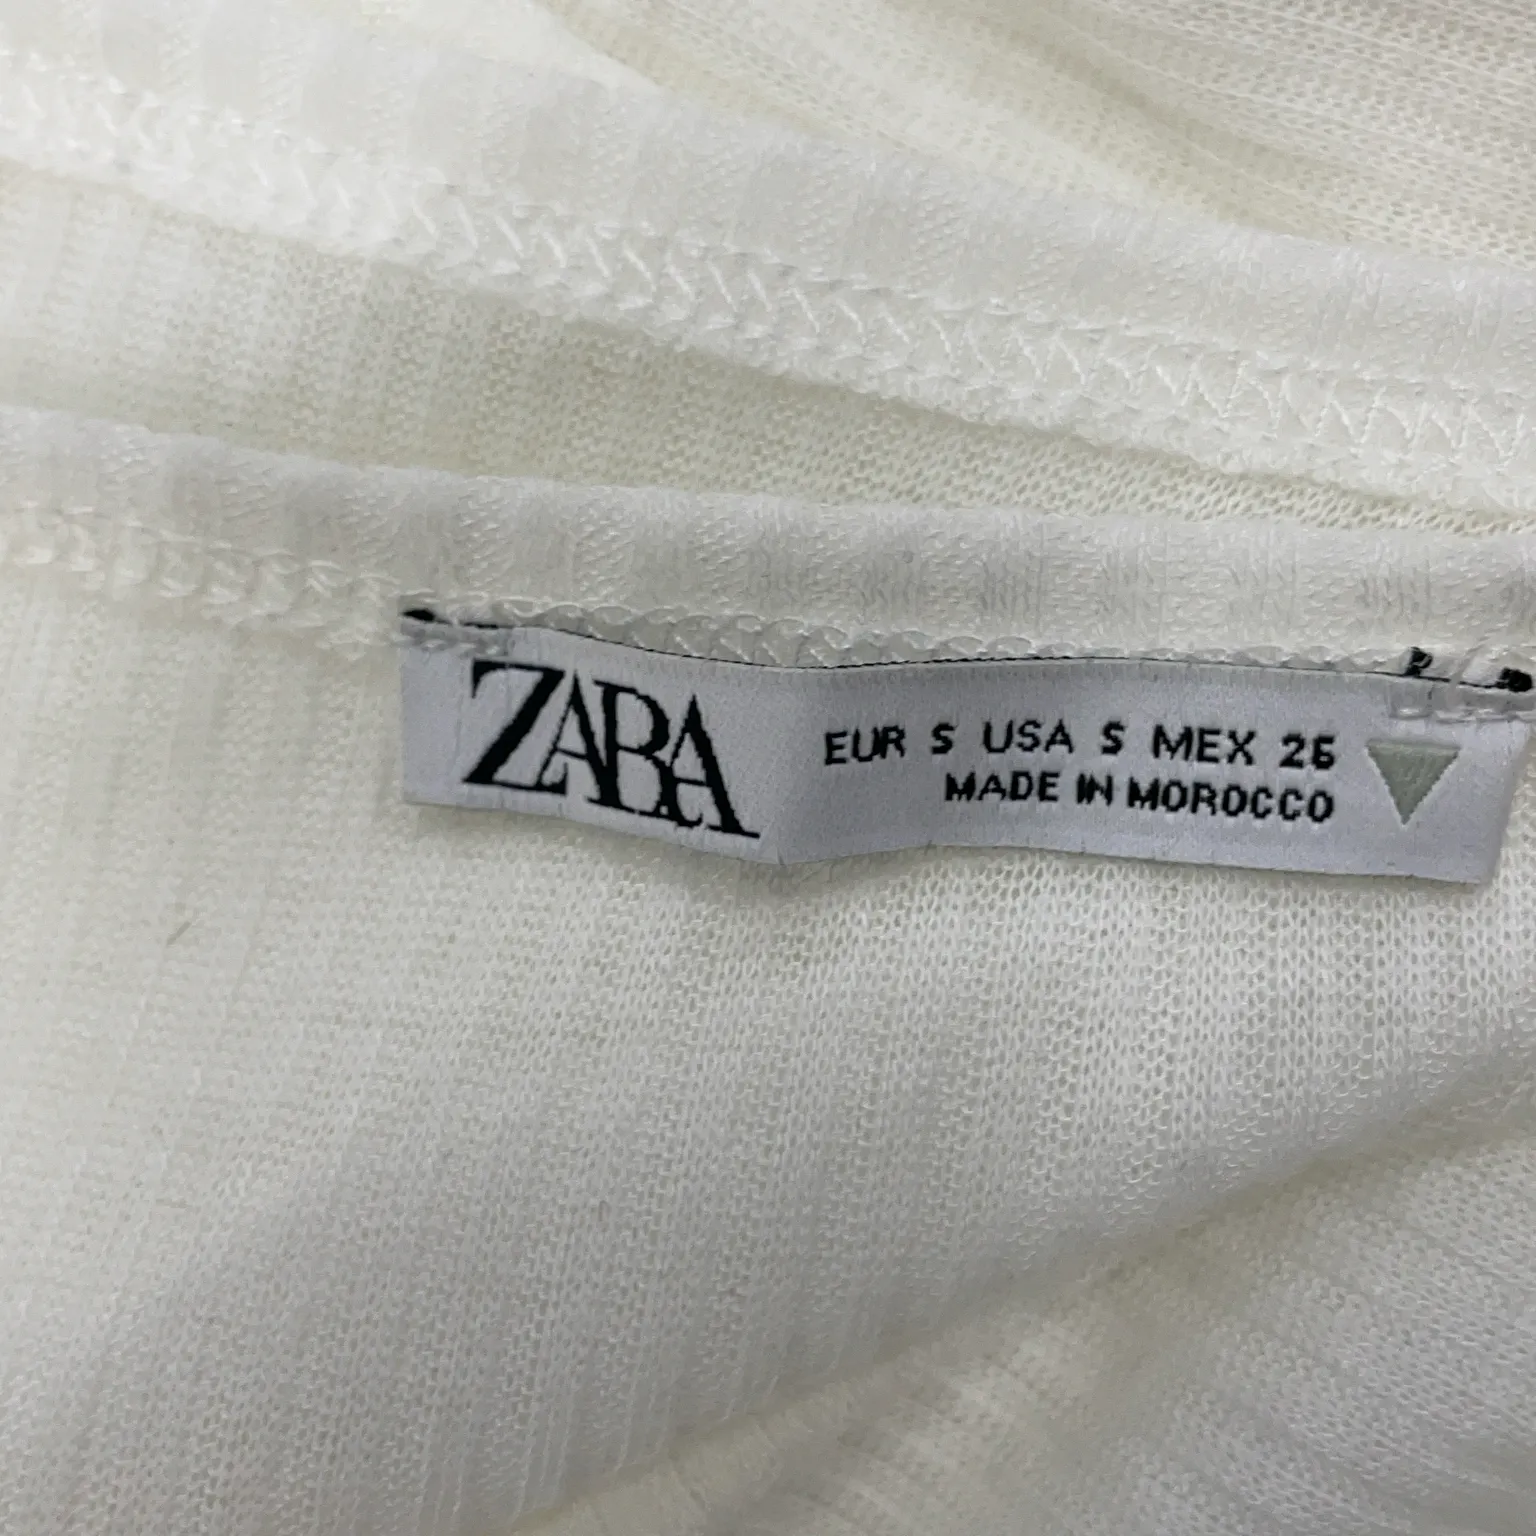 ZARA
EUR S USA S MEX 26
MADE IN MOROCCO